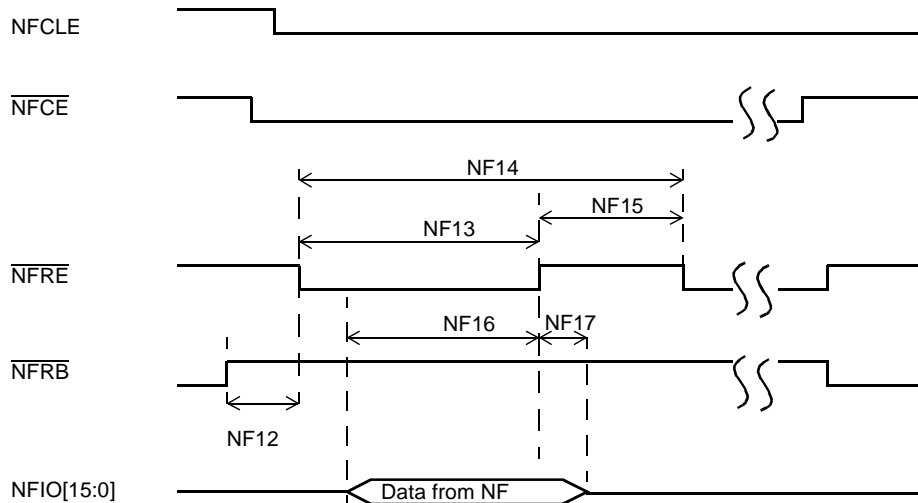 NFCLE
NFCE
NF14
NF15
NF13
NFRE
NF16
NF17
NFRB
NF12
NFIO[15:0]
Data from NF